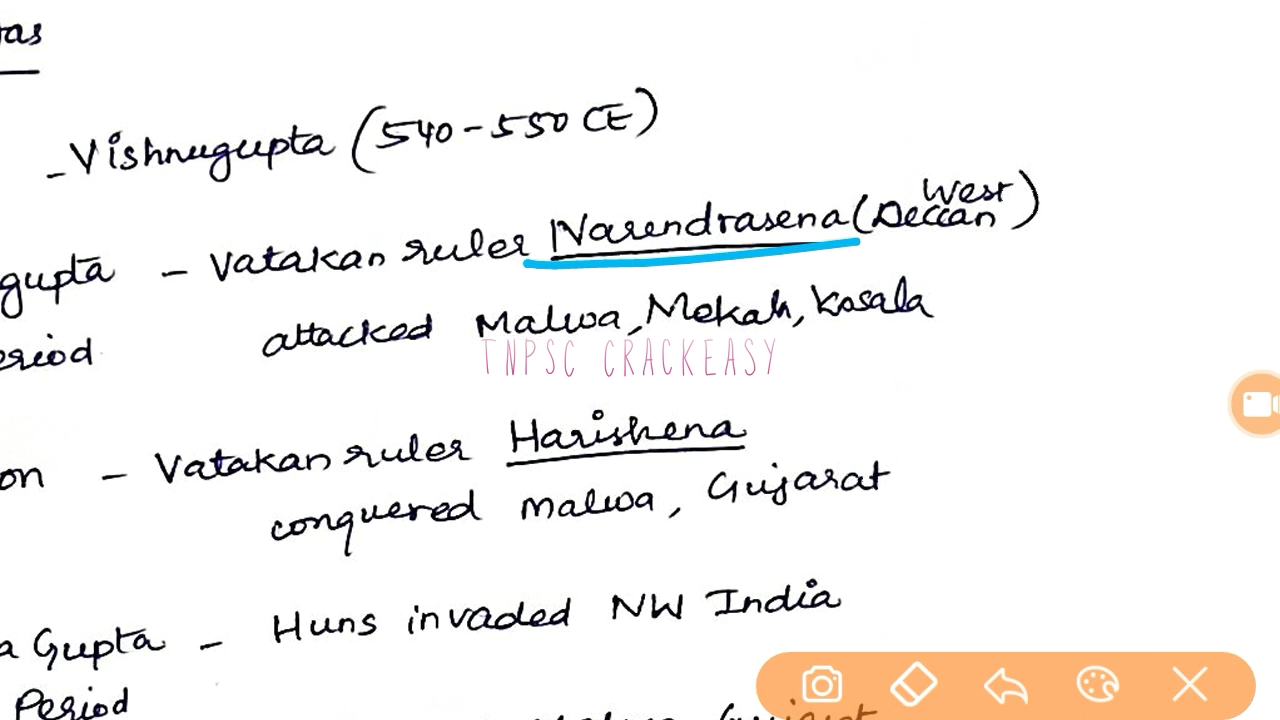 tas
- Vishnugupta (540-550 CE)
gupta - Vatakan ruler Narendrasena (West Deccan)
eriod attacked Malwa, Mekah, Kosala
TNPSC CRACKEASY
on - Vatakan ruler Harishena
conquered malwa, Gujarat
a Gupta - Huns invaded NW India
Period